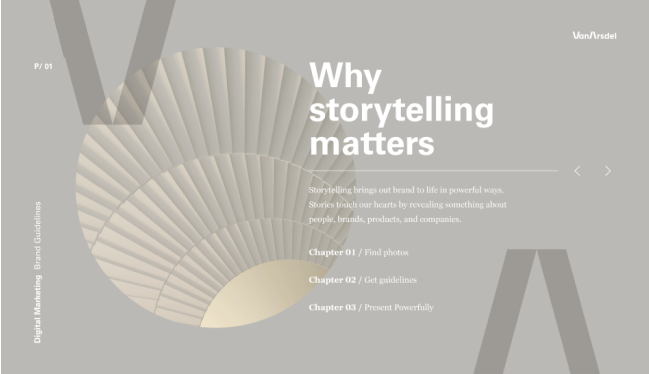 VanArsdel
P/ 01
Why
storytelling
matters
Storytelling brings out brand to life in powerful ways.
Stories touch our hearts by revealing something about
people, brands, products, and companies.
Chapter 01 / Find photos
Chapter 02 / Get guidelines
Chapter 03 / Present Powerfully
Digital Marketing Brand Guidelines